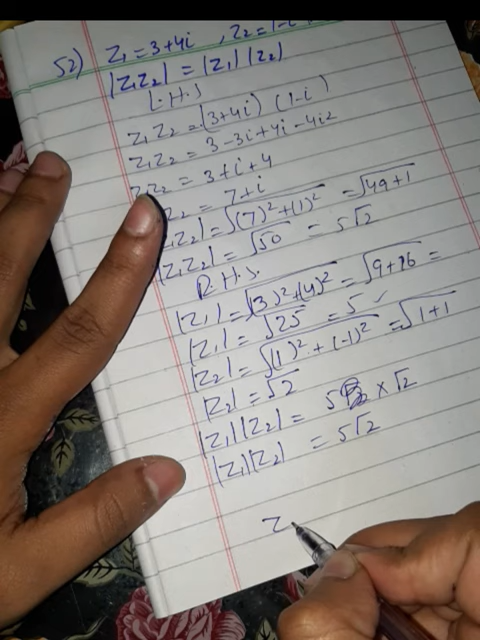 52) Z₁ = 3+4i , Z₂ = 1-i
|Z₁Z₂| = |Z₁| |Z₂|
L.H.S
Z₁Z₂ = (3+4i) (1-i)
Z₁Z₂ = 3-3i+4i-4i2
Z₂ = 3+i+4
Z₂ = 7+i
Z₁Z₂| = √(7)²+(1)² = √49+1
|Z₁Z₂| = √50 = 5√2
R.H.S.
|Z₁| = √(3)²+(4)² = √9+16 =
|Z₁| = √25 = 5 ✓
|Z₂| = √(1)² + (-1)² = √1+1
|Z₂| = √2
|Z₁||Z₂| = 5 × √2
|Z₁||Z₂| = 5√2
Z